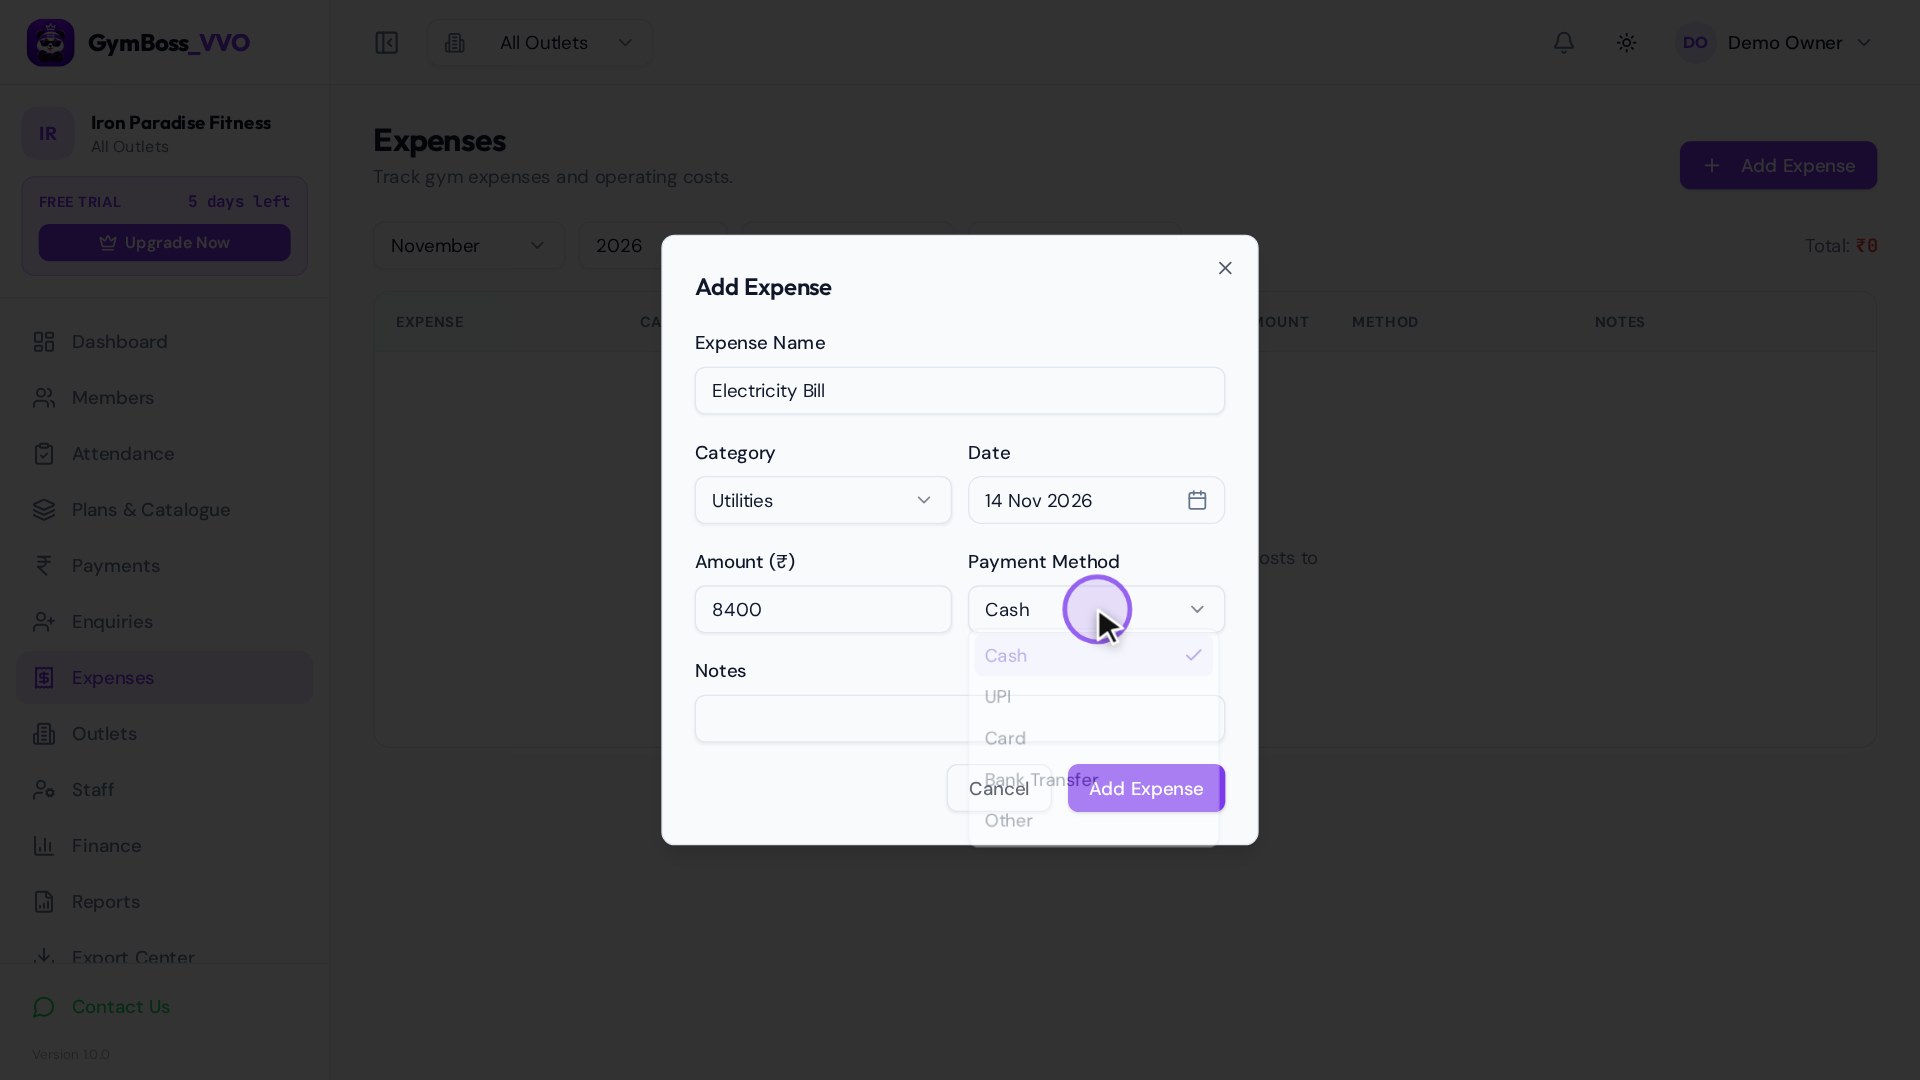 GymBoss_VVO
All Outlets
DO Demo Owner
IR Iron Paradise Fitness
All Outlets
FREE TRIAL 5 days left
Upgrade Now
Dashboard
Members
Attendance
Plans & Catalogue
Payments
Enquiries
Expenses
Outlets
Staff
Finance
Reports
Export Center
Contact Us
Version 1.0.0
Expenses
Track gym expenses and operating costs.
+ Add Expense
November 2026
Total: ₹0
EXPENSE METHOD NOTES
Add Expense
Expense Name
Electricity Bill
Category Date
Utilities 14 Nov 2026
Amount (₹) Payment Method
8400 Cash
Cash
UPI
Card
Bank Transfer
Other
Notes
Cancel Add Expense
costs to